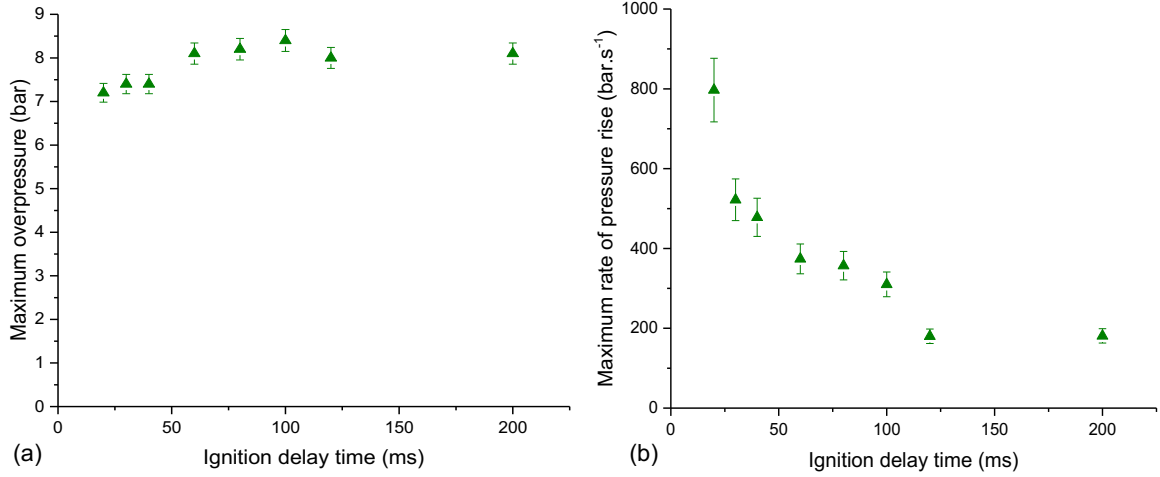 Maximum overpressure (bar)
9
8
7
6
5
4
3
2
1
0
0 50 100 150 200
(a) Ignition delay time (ms)
Maximum rate of pressure rise (bar.s⁻¹)
1000
800
600
400
200
0
0 50 100 150 200
(b) Ignition delay time (ms)